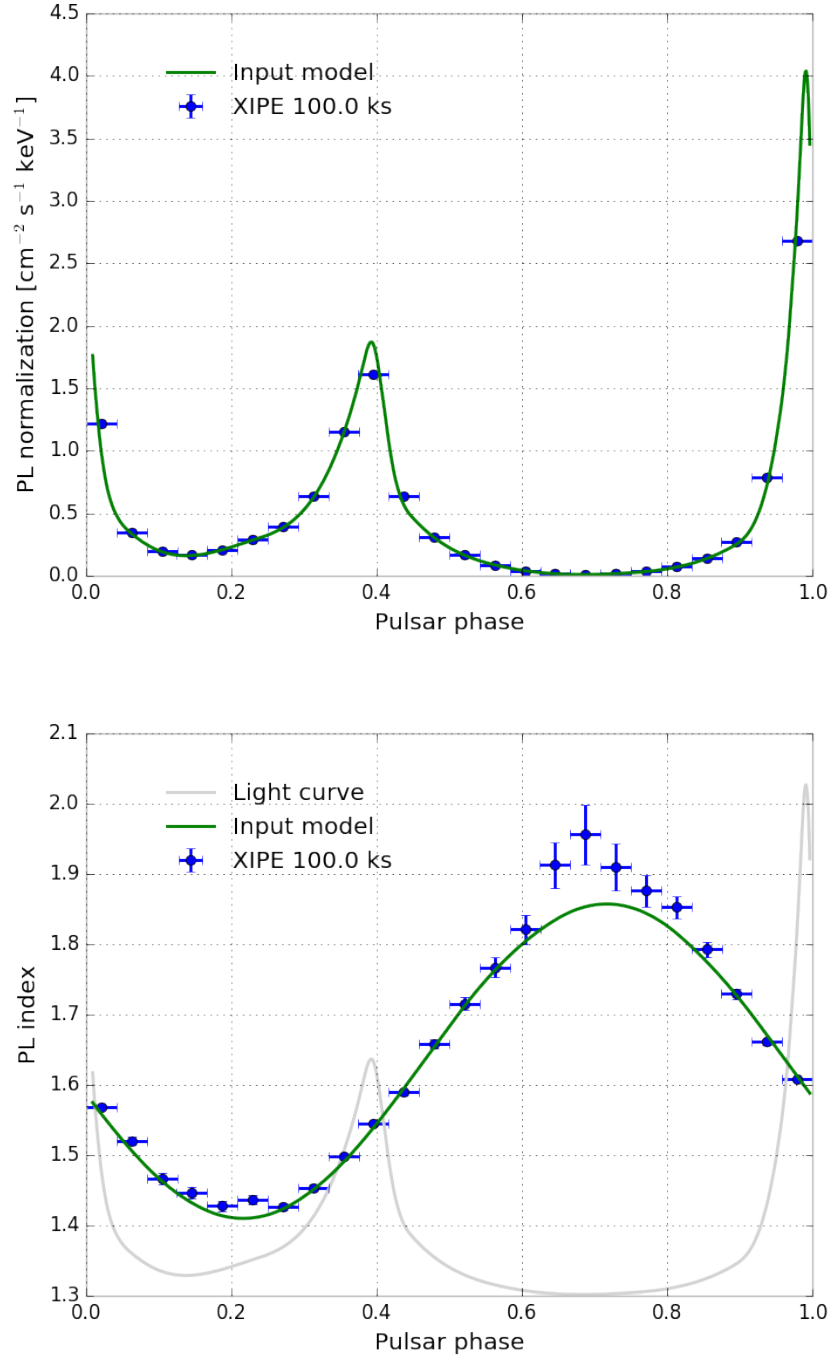 4.5
4.0
3.5
3.0
2.5
2.0
1.5
1.0
0.5
0.0
PL normalization [cm⁻² s⁻¹ keV⁻¹]
Input model
XIPE 100.0 ks
0.0 0.2 0.4 0.6 0.8 1.0
Pulsar phase
2.1
2.0
1.9
1.8
1.7
1.6
1.5
1.4
1.3
PL index
Light curve
Input model
XIPE 100.0 ks
0.0 0.2 0.4 0.6 0.8 1.0
Pulsar phase